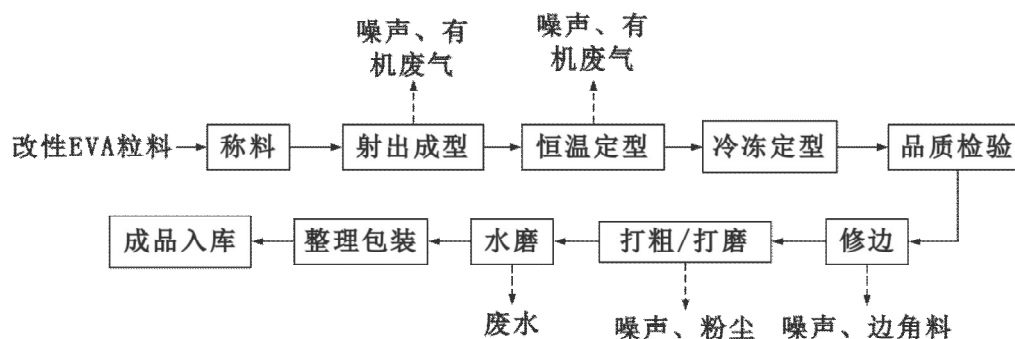 噪声、有
机废气
噪声、有
机废气
改性EVA粒料
称料
射出成型
恒温定型
冷冻定型
品质检验
成品入库
整理包装
水磨
打粗/打磨
修边
废水
噪声、粉尘
噪声、边角料